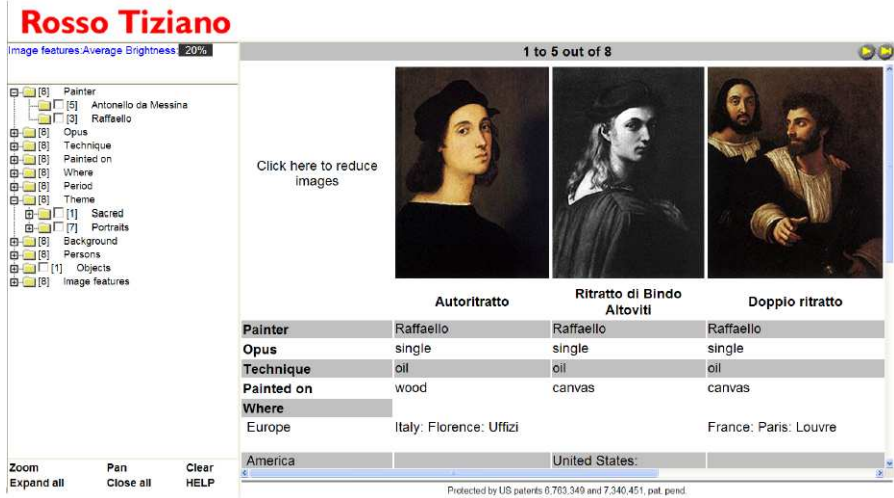 Rosso Tiziano
Image features:Average Brightness: 20%
1 to 5 out of 8
[8] Painter
[5] Antonello da Messina
[3] Raffaello
[8] Opus
[8] Technique
[8] Painted on
[8] Where
[8] Period
[8] Theme
[1] Sacred
[7] Portraits
[8] Background
[8] Persons
[1] Objects
[8] Image features
Zoom Pan Clear
Expand all Close all HELP
Click here to reduce
images
Autoritratto Ritratto di Bindo Altoviti Doppio ritratto
Painter Raffaello Raffaello Raffaello
Opus single single single
Technique oil oil oil
Painted on wood canvas canvas
Where
Europe Italy: Florence: Uffizi France: Paris: Louvre
America United States:
Protected by US patents 6,763,349 and 7,340,451, pat. pend.